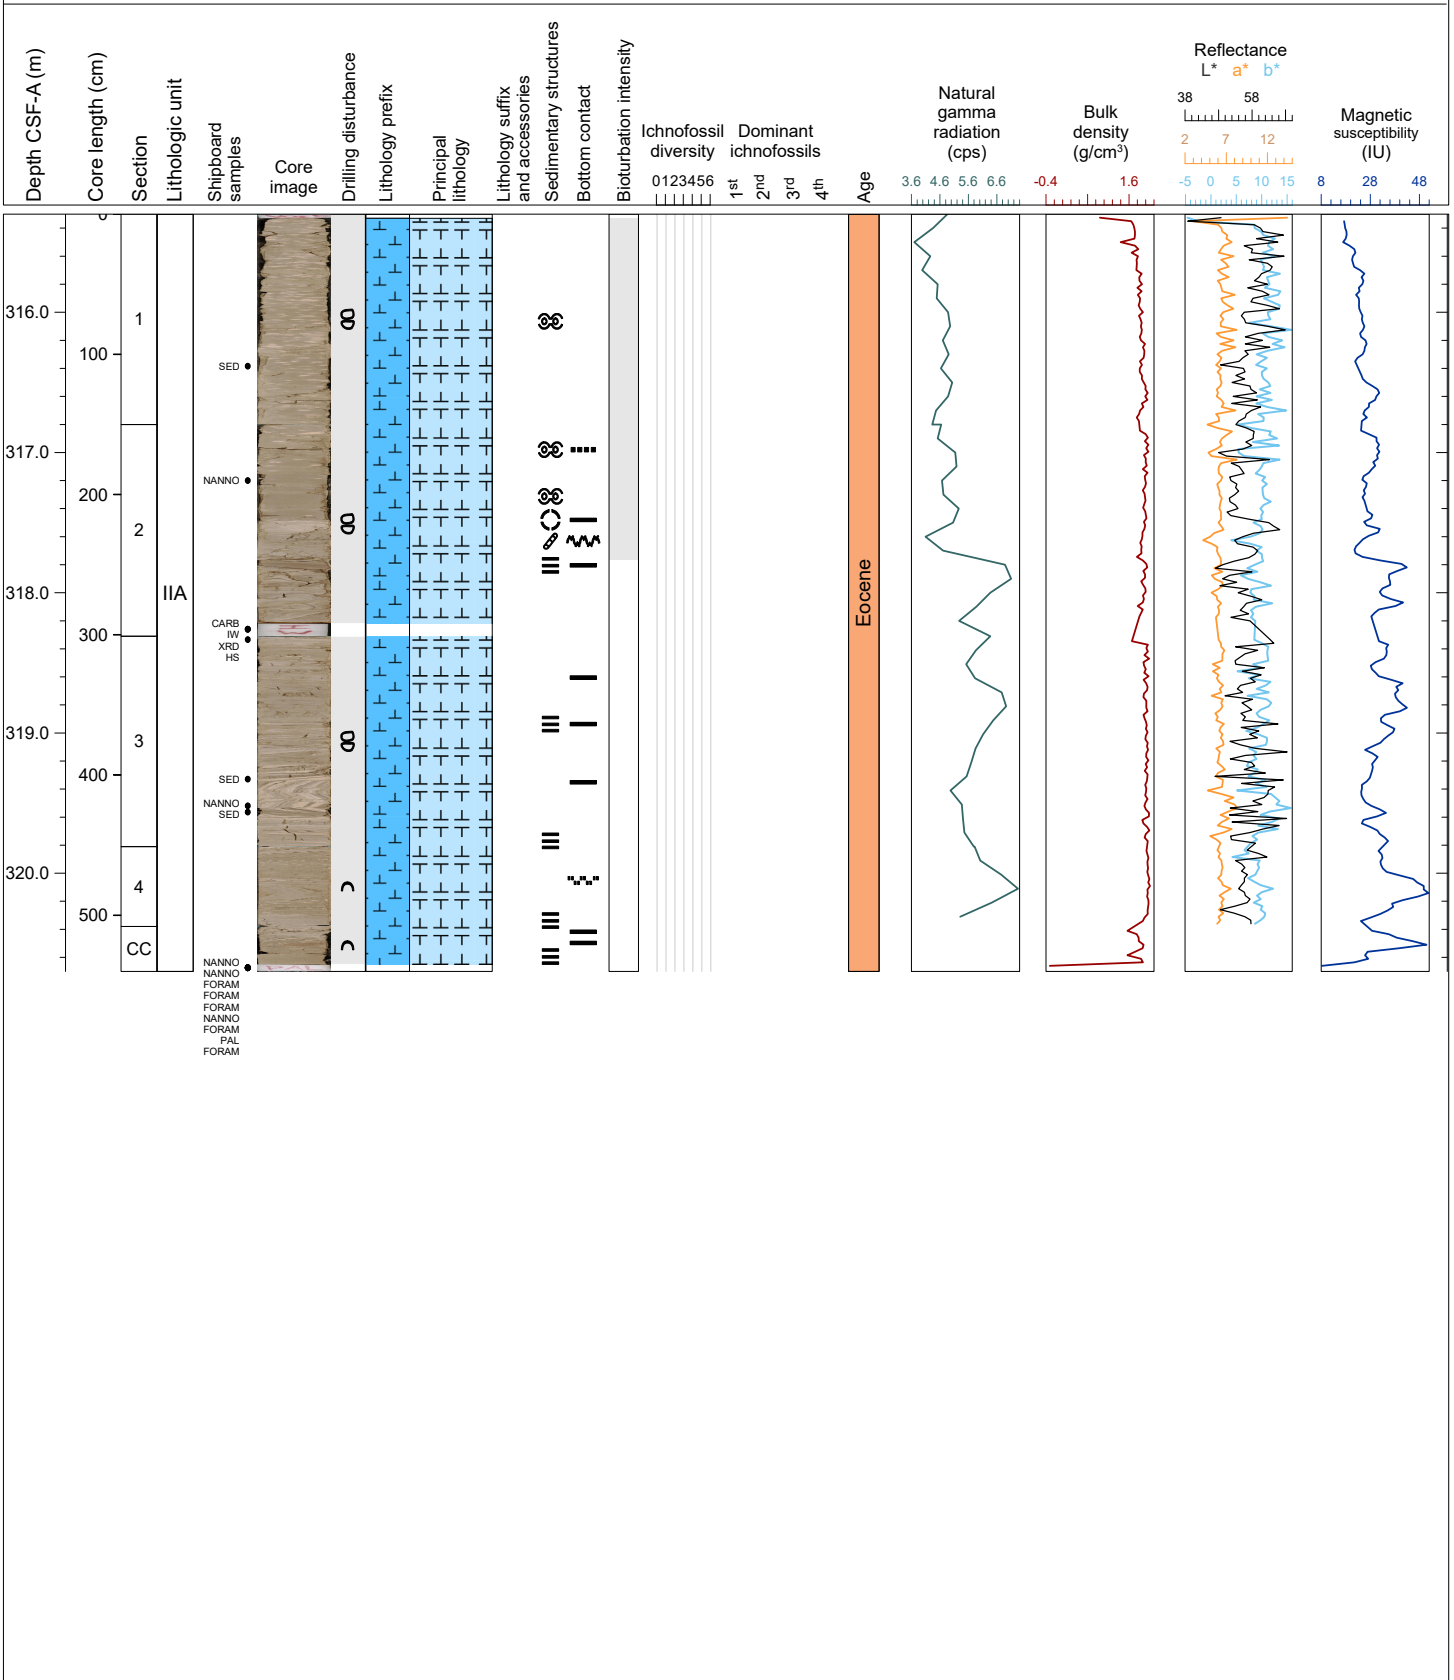 Depth CSF-A (m)
Core length (cm)
Section
Lithologic unit
Shipboard
samples
Core
image
Drilling disturbance
Lithology prefix
Principal
lithology
Lithology suffix
and accessories
Sedimentary structures
Bottom contact
Bioturbation intensity
Ichnofossil
diversity
0123456
Dominant
ichnofossils
1st
2nd
3rd
4th
Age
Natural
gamma
radiation
(cps)
3.6 4.6 5.6 6.6
Bulk
density
(g/cm³)
-0.4 1.6
Reflectance
L* a* b*
38 58
2 7 12
-5 0 5 10 15
Magnetic
susceptibility
(IU)
8 28 48
316.0
317.0
318.0
319.0
320.0
0
100
200
300
400
500
1
2
3
4
CC
IIA
SED
NANNO
CARB
IW
XRD
HS
SED
NANNO
SED
NANNO
NANNO
FORAM
FORAM
FORAM
NANNO
FORAM
PAL
FORAM
Eocene